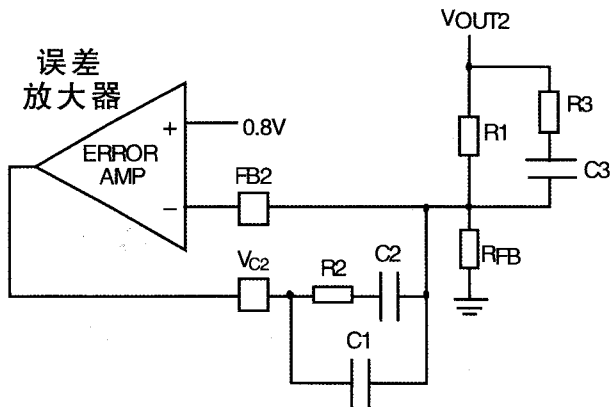 VOUT2
误差
放大器
R3
R1
+
0.8V
ERROR
AMP
FB2
C3
−
RFB
VC2
R2
C2
C1